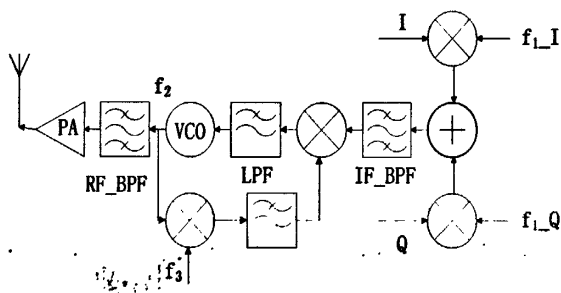 I
f₁_I
f₂
PA
VCO
RF_BPF
LPF
IF_BPF
f₃
Q
f₁_Q